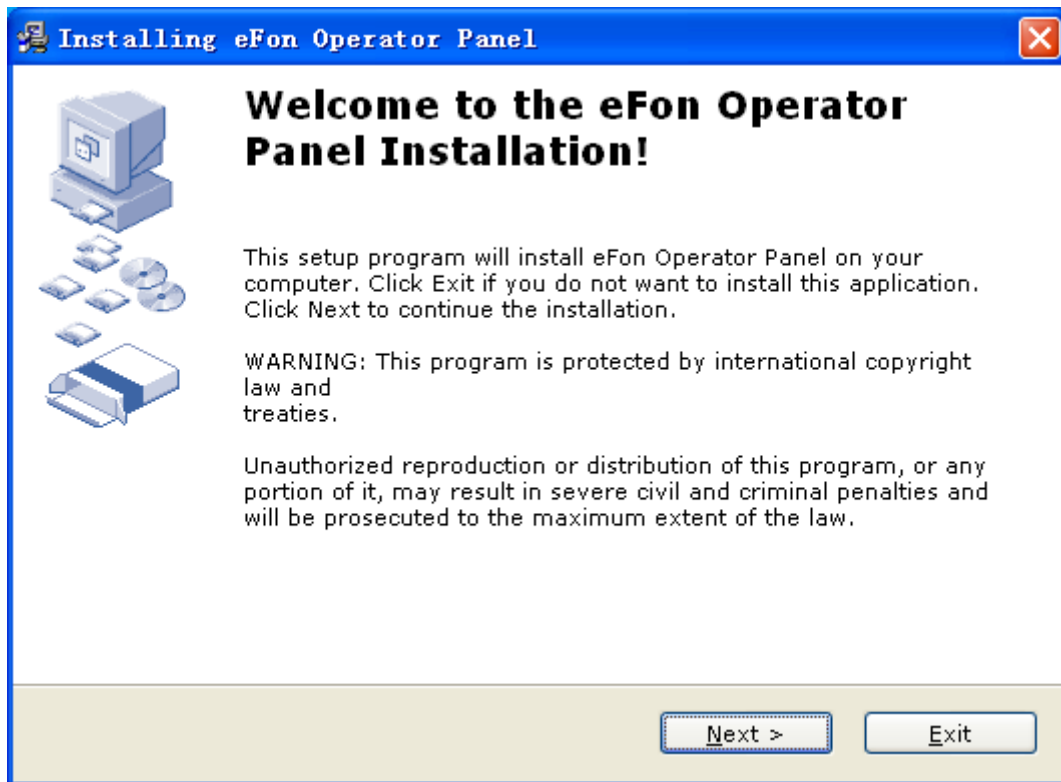 Installing eFon Operator Panel
Welcome to the eFon Operator
Panel Installation!
This setup program will install eFon Operator Panel on your
computer. Click Exit if you do not want to install this application.
Click Next to continue the installation.
WARNING: This program is protected by international copyright
law and
treaties.
Unauthorized reproduction or distribution of this program, or any
portion of it, may result in severe civil and criminal penalties and
will be prosecuted to the maximum extent of the law.
Next >
Exit